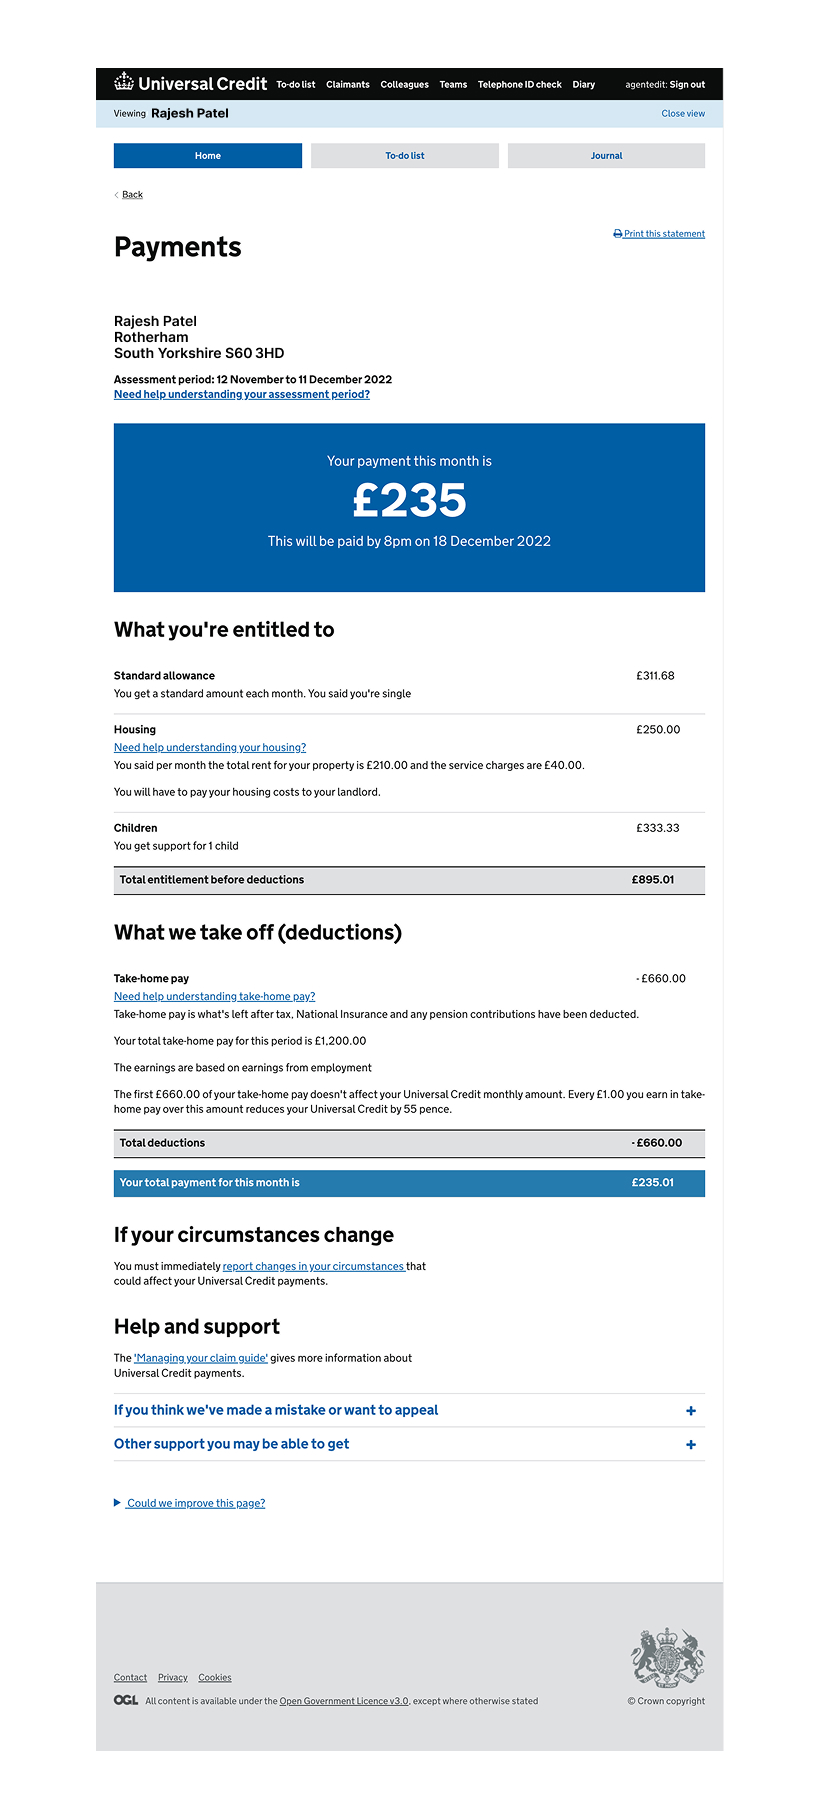 Universal Credit To-do list Claimants Colleagues Teams Telephone ID check Diary agentedit: Sign out
Viewing Rajesh Patel Close view
Home To-do list Journal
Back
Payments
Print this statement
Rajesh Patel
Rotherham
South Yorkshire S60 3HD
Assessment period: 12 November to 11 December 2022
Need help understanding your assessment period?
Your payment this month is
£235
This will be paid by 8pm on 18 December 2022
What you're entitled to
Standard allowance £311.68
You get a standard amount each month. You said you're single
Housing £250.00
Need help understanding your housing?
You said per month the total rent for your property is £210.00 and the service charges are £40.00.
You will have to pay your housing costs to your landlord.
Children £333.33
You get support for 1 child
Total entitlement before deductions £895.01
What we take off (deductions)
Take-home pay - £660.00
Need help understanding take-home pay?
Take-home pay is what's left after tax, National Insurance and any pension contributions have been deducted.
Your total take-home pay for this period is £1,200.00
The earnings are based on earnings from employment
The first £660.00 of your take-home pay doesn't affect your Universal Credit monthly amount. Every £1.00 you earn in take-
home pay over this amount reduces your Universal Credit by 55 pence.
Total deductions - £660.00
Your total payment for this month is £235.01
If your circumstances change
You must immediately report changes in your circumstances that
could affect your Universal Credit payments.
Help and support
The 'Managing your claim guide' gives more information about
Universal Credit payments.
If you think we've made a mistake or want to appeal +
Other support you may be able to get +
Could we improve this page?
Contact Privacy Cookies
OGL All content is available under the Open Government Licence v3.0, except where otherwise stated
© Crown copyright